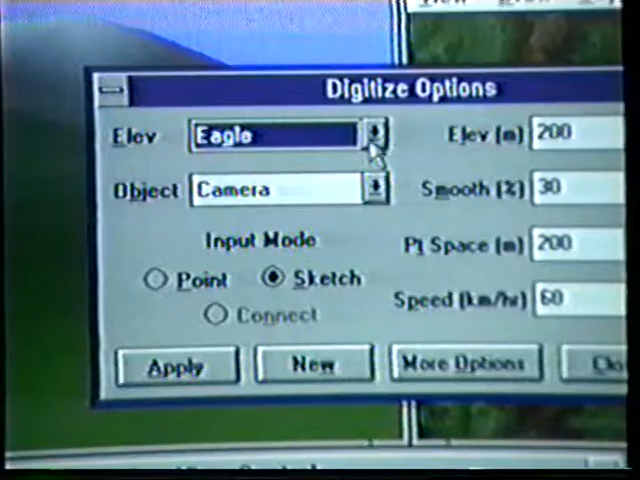 Digitize Options
Elev Eagle Elev (m) 200
Object Camera Smooth (%) 30
Input Mode Pt Space (m) 200
Point Sketch
Connect Speed (km/hr) 60
Apply New More Options